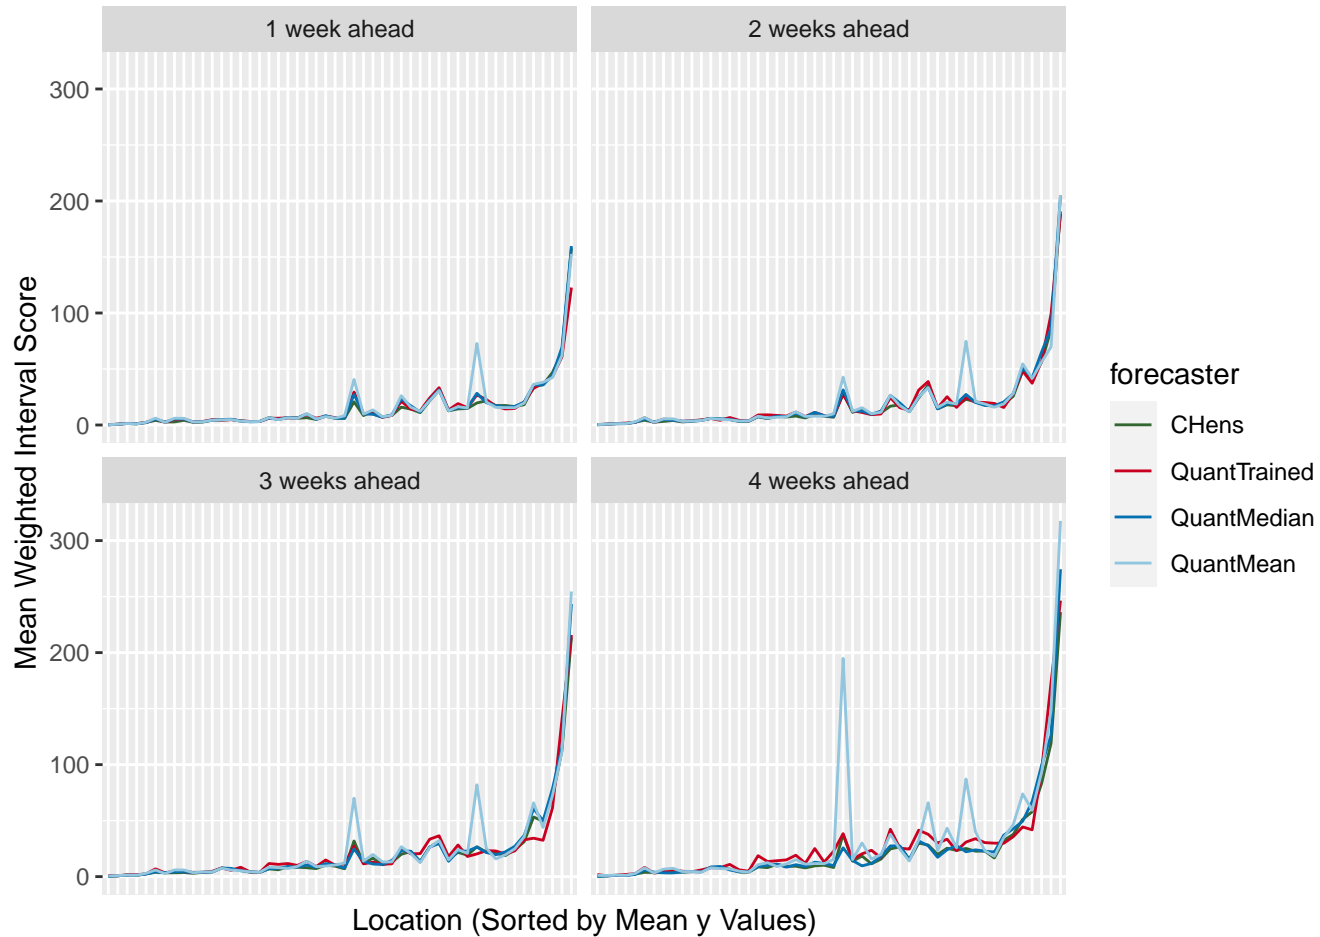 1 week ahead
2 weeks ahead
300
200
100
0
3 weeks ahead
4 weeks ahead
300
200
100
0
Mean Weighted Interval Score
Location (Sorted by Mean y Values)
forecaster
CHens
QuantTrained
QuantMedian
QuantMean